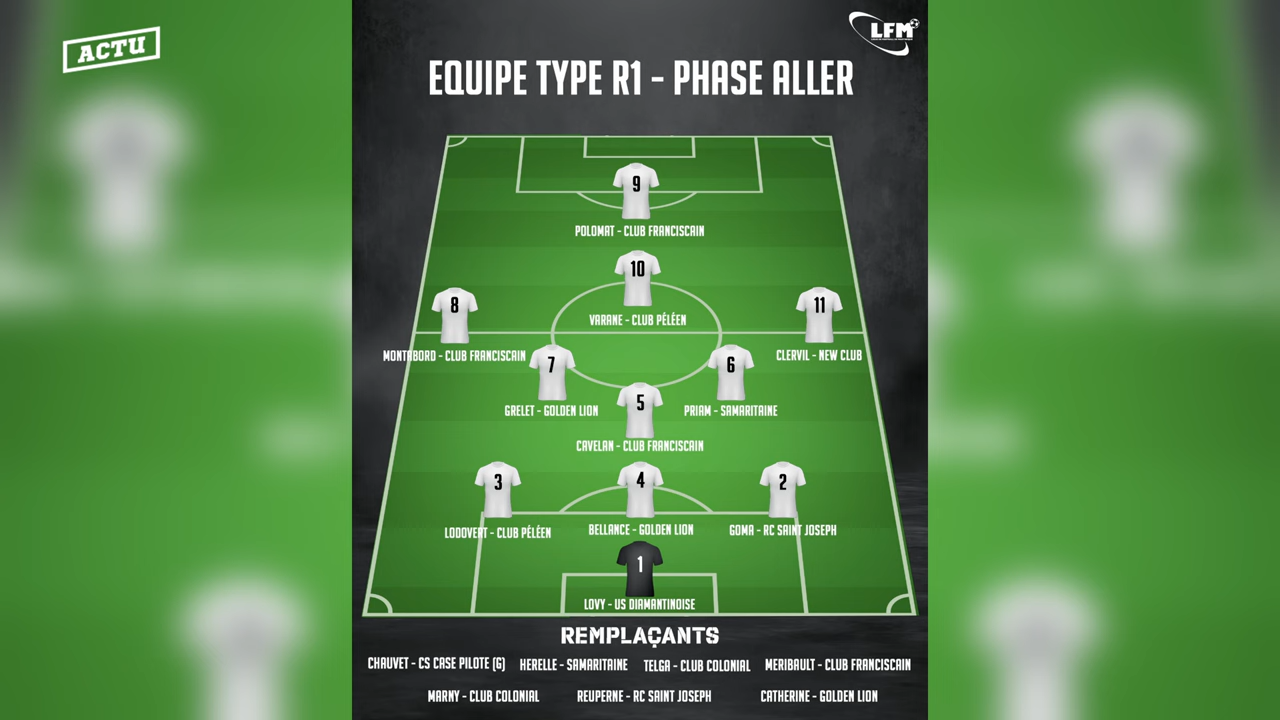 ACTU
LFM
EQUIPE TYPE R1 - PHASE ALLER
9
POLOMAT - CLUB FRANCISCAIN
10
VARANE - CLUB PÉLÉEN
8
MONTABORD - CLUB FRANCISCAIN
11
CLERVIL - NEW CLUB
7
GRELET - GOLDEN LION
6
PRIAM - SAMARITAINE
5
CAVELAN - CLUB FRANCISCAIN
3
LODOVERT - CLUB PÉLÉEN
4
BELLANCE - GOLDEN LION
2
GOMA - RC SAINT JOSEPH
1
LOVY - US DIAMANTINOISE
REMPLAÇANTS
CHAUVET - CS CASE PILOTE (G) HERELLE - SAMARITAINE TELGA - CLUB COLONIAL MERIBAULT - CLUB FRANCISCAIN
MARNY - CLUB COLONIAL REUPERNE - RC SAINT JOSEPH CATHERINE - GOLDEN LION